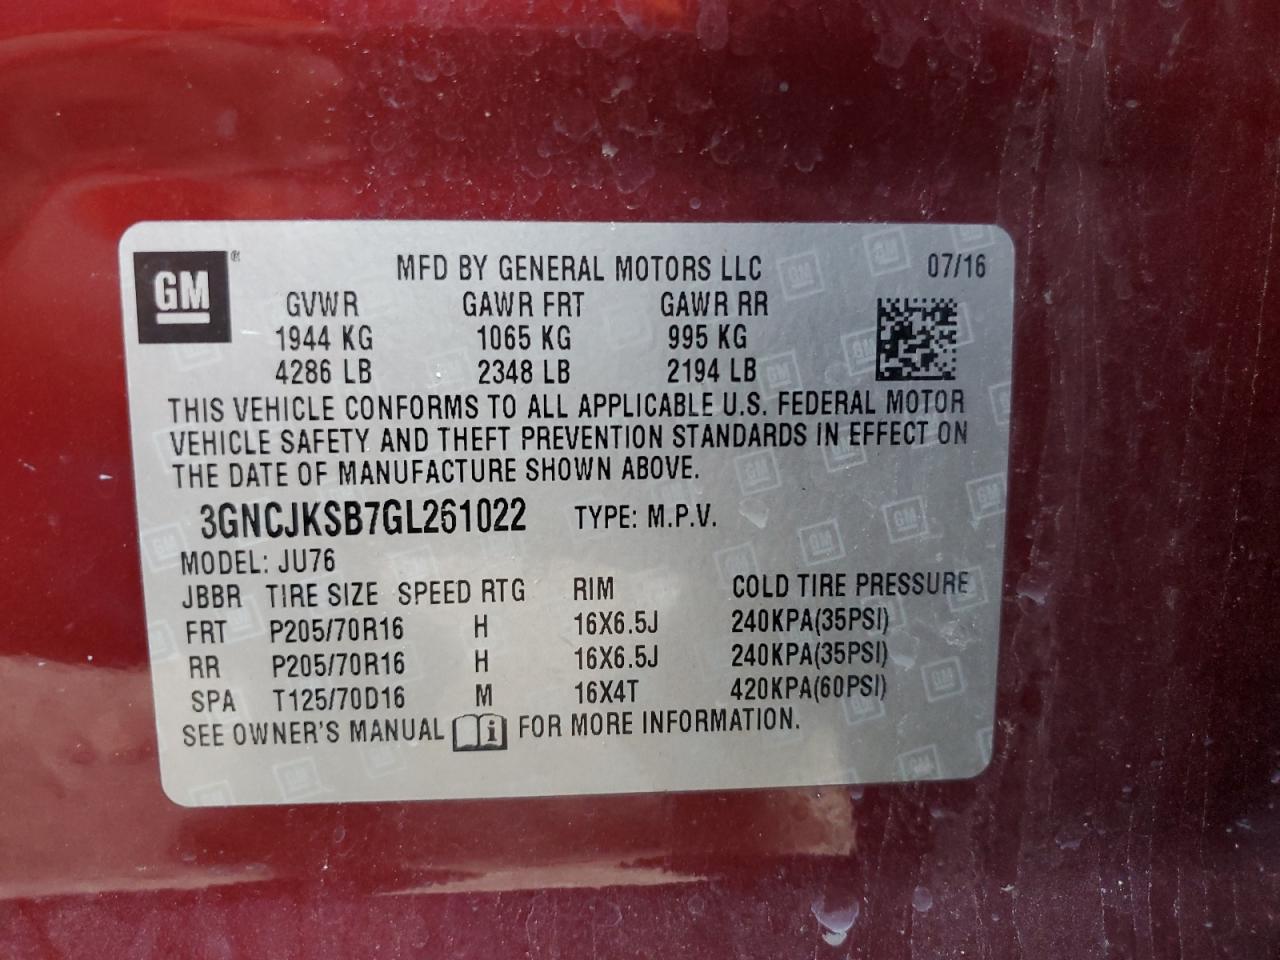 GM ® MFD BY GENERAL MOTORS LLC 07/16
GVWR GAWR FRT GAWR RR
1944 KG 1065 KG 995 KG
4286 LB 2348 LB 2194 LB
THIS VEHICLE CONFORMS TO ALL APPLICABLE U.S. FEDERAL MOTOR
VEHICLE SAFETY AND THEFT PREVENTION STANDARDS IN EFFECT ON
THE DATE OF MANUFACTURE SHOWN ABOVE.
3GNCJKSB7GL261022 TYPE: M.P.V.
MODEL: JU76
JBBR TIRE SIZE SPEED RTG RIM COLD TIRE PRESSURE
FRT P205/70R16 H 16X6.5J 240KPA(35PSI)
RR P205/70R16 H 16X6.5J 240KPA(35PSI)
SPA T125/70D16 M 16X4T 420KPA(60PSI)
SEE OWNER'S MANUAL i FOR MORE INFORMATION.